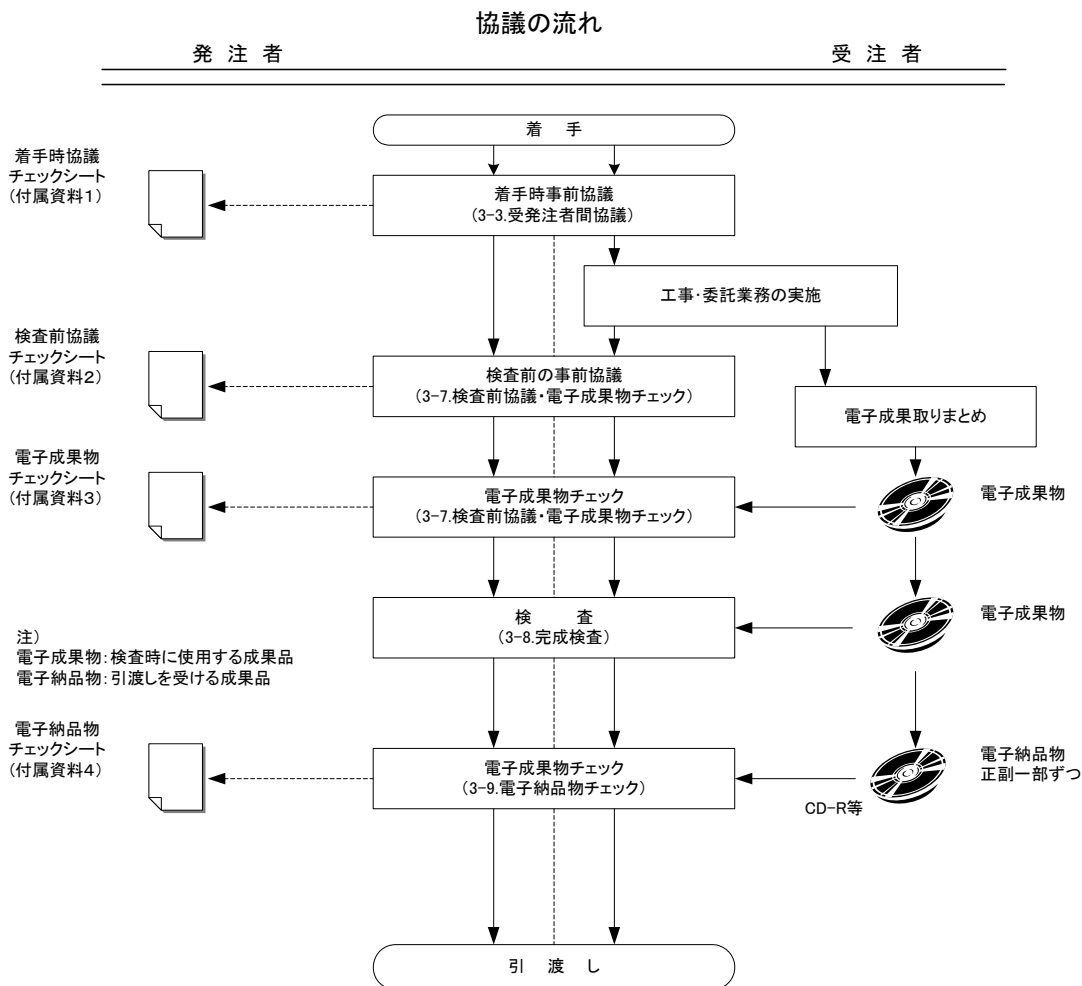 協議の流れ
発 注 者
受 注 者
着 手
着手時協議
チェックシート
(付属資料1)
着手時事前協議
(3-3.受発注者間協議)
工事・委託業務の実施
検査前協議
チェックシート
(付属資料2)
検査前の事前協議
(3-7.検査前協議・電子成果物チェック)
電子成果取りまとめ
電子成果物
チェックシート
(付属資料3)
電子成果物チェック
(3-7.検査前協議・電子成果物チェック)
電子成果物
検 査
(3-8.完成検査)
電子成果物
注)
電子成果物:検査時に使用する成果品
電子納品物:引渡しを受ける成果品
電子納品物
チェックシート
(付属資料4)
電子成果物チェック
(3-9.電子納品物チェック)
CD-R等
電子納品物
正副一部ずつ
引 渡 し